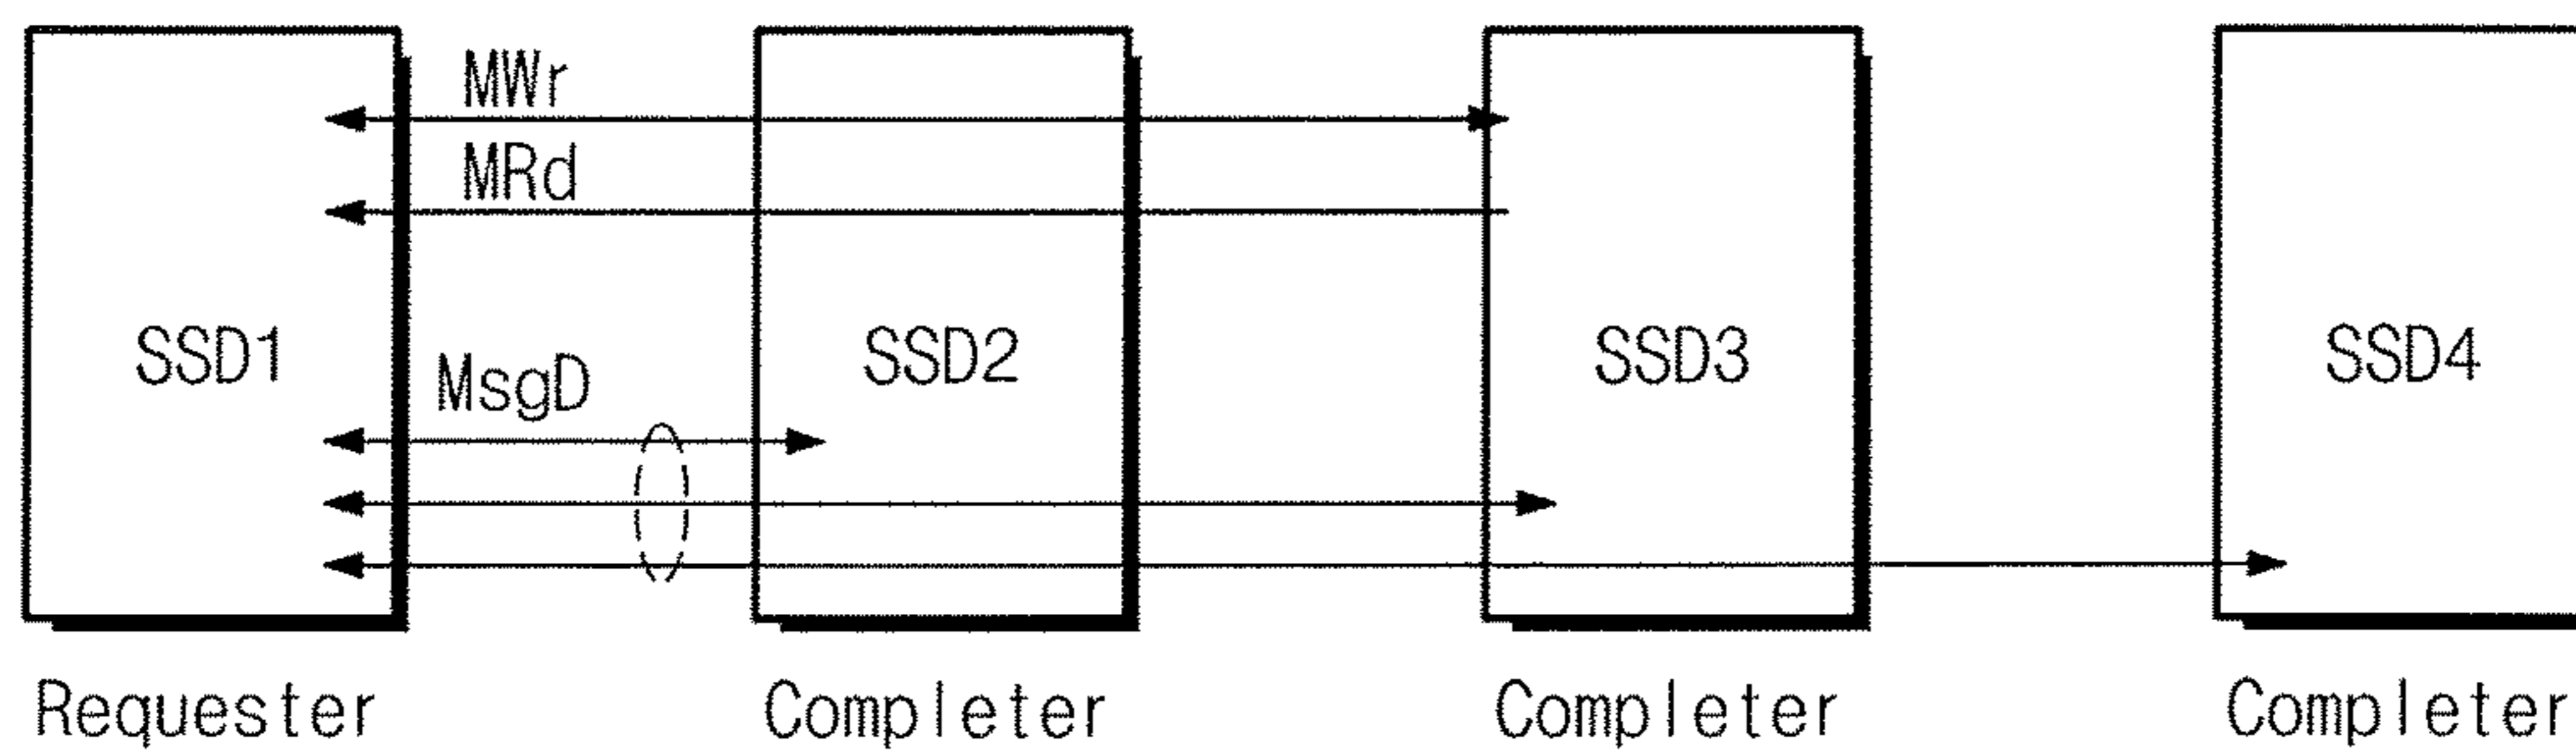 MWr
MRd
SSD1
SSD2
SSD3
SSD4
MsgD
Requester
Completer
Completer
Completer